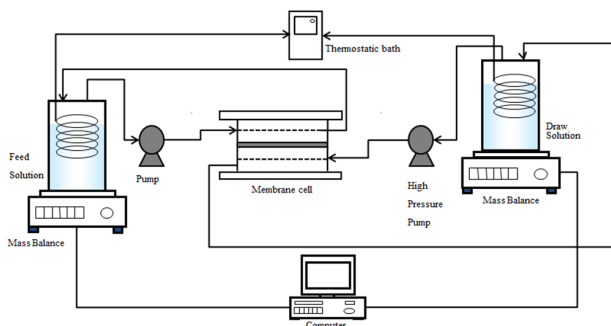 Thermostatic bath
Feed
Solution
Pump
Membrane cell
High
Pressure
Pump
Draw
Solution
Mass Balance
Mass Balance
Computer